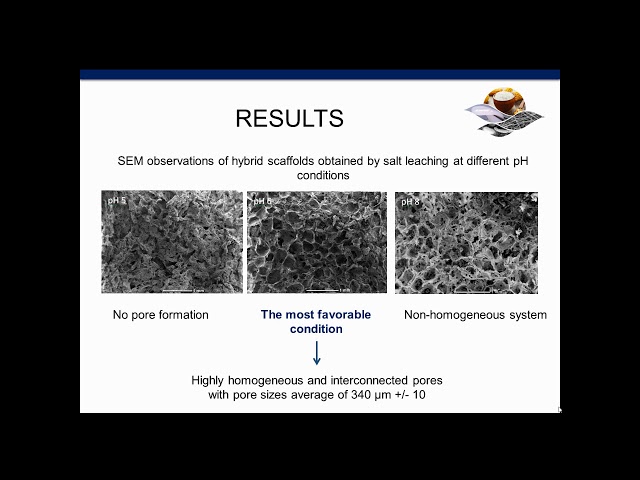 RESULTS
SEM observations of hybrid scaffolds obtained by salt leaching at different pH
conditions
pH 5
pH 6
pH 8
1 mm
No pore formation
The most favorable
condition
Non-homogeneous system
Highly homogeneous and interconnected pores
with pore sizes average of 340 μm +/- 10